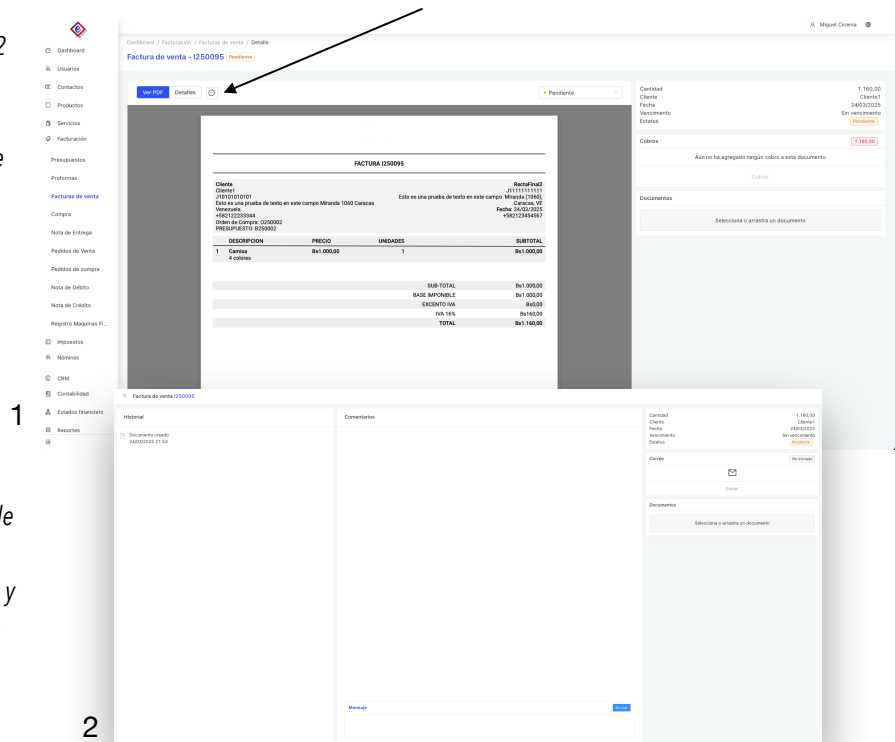 2
e
1
le
y
2
Miguel Cicenia
Dashboard
Usuarios
Contactos
Productos
Servicios
Facturación
Presupuestos
Proformas
Facturas de venta
Compra
Nota de Entrega
Pedidos de Venta
Pedidos de compra
Nota de Débito
Nota de Crédito
Registro Maquinas Fi...
Impuestos
Nóminas
CRM
Contabilidad
Estados financiero
Reportes
Dashboard / Facturación / Facturas de venta / Detalle
Factura de venta - I250095 Pendiente
Ver PDF Detalles
Pendiente
FACTURA I250095
Cliente
Cliente1
J10101010101
Esto es una prueba de texto en este campo Miranda 1060 Caracas
Venezuela
+582122233344
Orden de Compra: O250002
PRESUPUESTO: B250002
RectaFinal2
J11111111111
Esto es una prueba de texto en este campo Miranda (1060),
Caracas, VE
Fecha: 24/03/2025
+582123454567
DESCRIPCION PRECIO UNIDADES SUBTOTAL
1 Camisa Bs1.000,00 1 Bs1.000,00
4 colores
SUB-TOTAL Bs1.000,00
BASE IMPONIBLE Bs1.000,00
EXCENTO IVA Bs0,00
IVA 16% Bs160,00
TOTAL Bs1.160,00
Cantidad 1.160,00
Cliente Cliente1
Fecha 24/03/2025
Vencimiento Sin vencimiento
Estatus Pendiente
Cobros 1.160,00
Aún no ha agregado ningún cobro a este documento
Cobrar
Documentos
Selecciona o arrastra un documento
Factura de venta I250095
Historial
Documento creado
24/03/2025 21:53
Comentarios
Mensaje Enviar
Cantidad 1.160,00
Cliente Cliente1
Fecha 24/03/2025
Vencimiento Sin vencimiento
Estatus Pendiente
Correo No enviado
Enviar
Documentos
Selecciona o arrastra un documento